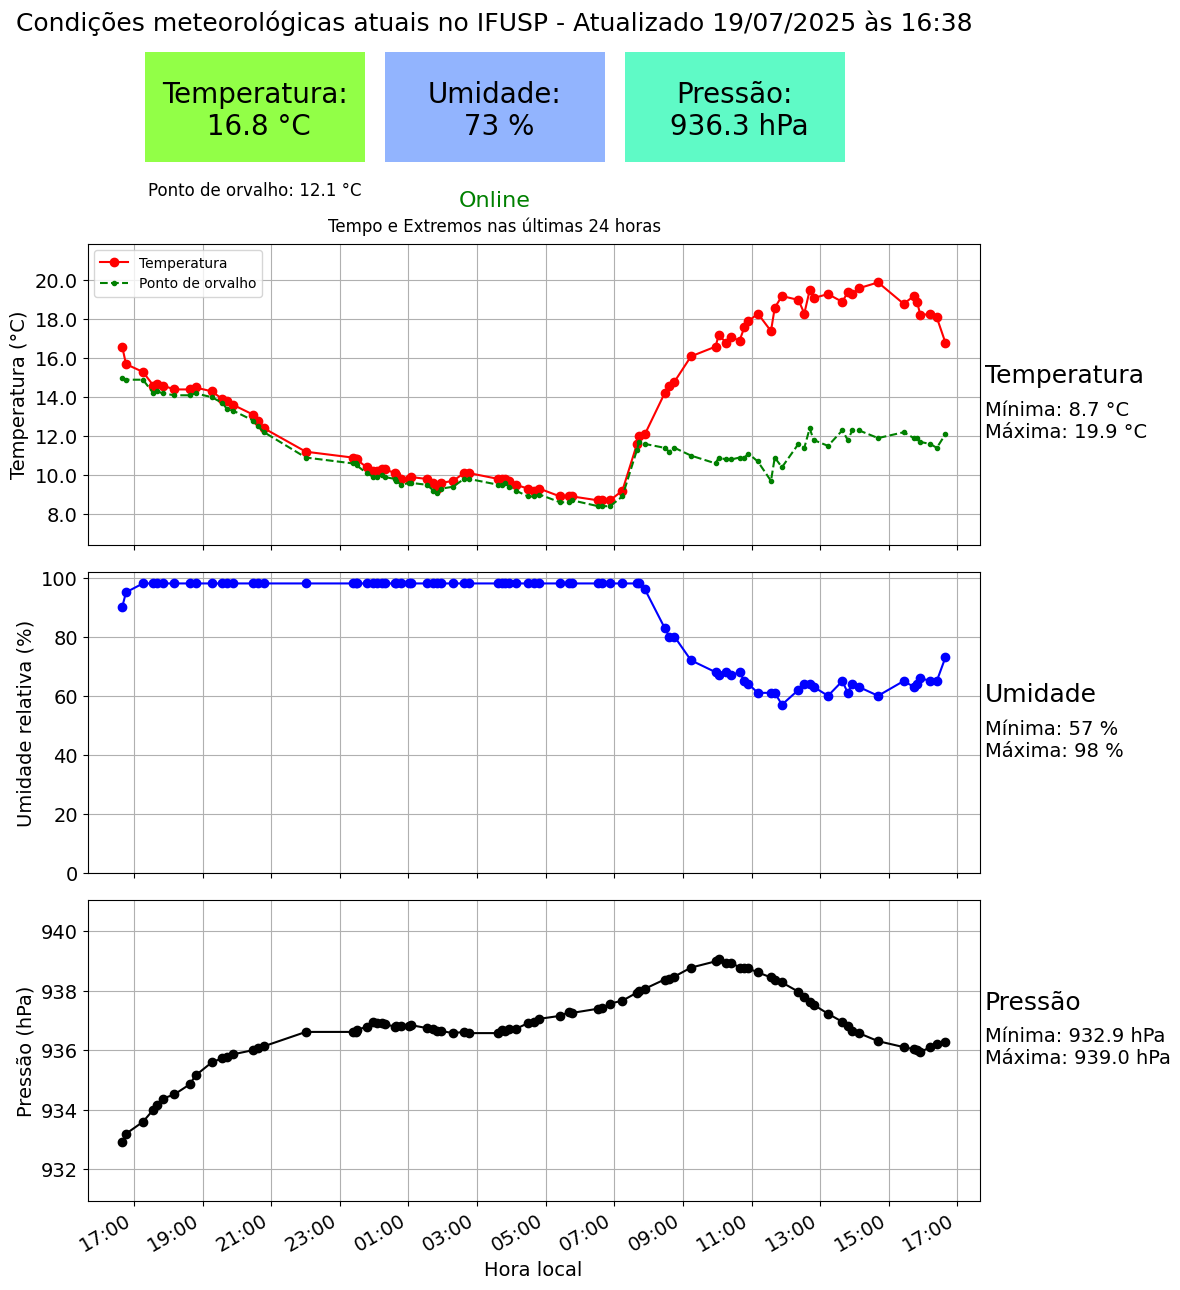 Condições meteorológicas atuais no IFUSP - Atualizado 19/07/2025 às 16:38
Temperatura:
16.8 °C
Umidade:
73 %
Pressão:
936.3 hPa
Ponto de orvalho: 12.1 °C
Online
Tempo e Extremos nas últimas 24 horas
Temperatura
Ponto de orvalho
Temperatura (°C)
20.0
18.0
16.0
14.0
12.0
10.0
8.0
Temperatura
Mínima: 8.7 °C
Máxima: 19.9 °C
Umidade relativa (%)
100
80
60
40
20
0
Umidade
Mínima: 57 %
Máxima: 98 %
Pressão (hPa)
940
938
936
934
932
Pressão
Mínima: 932.9 hPa
Máxima: 939.0 hPa
17:00 19:00 21:00 23:00 01:00 03:00 05:00 07:00 09:00 11:00 13:00 15:00 17:00
Hora local